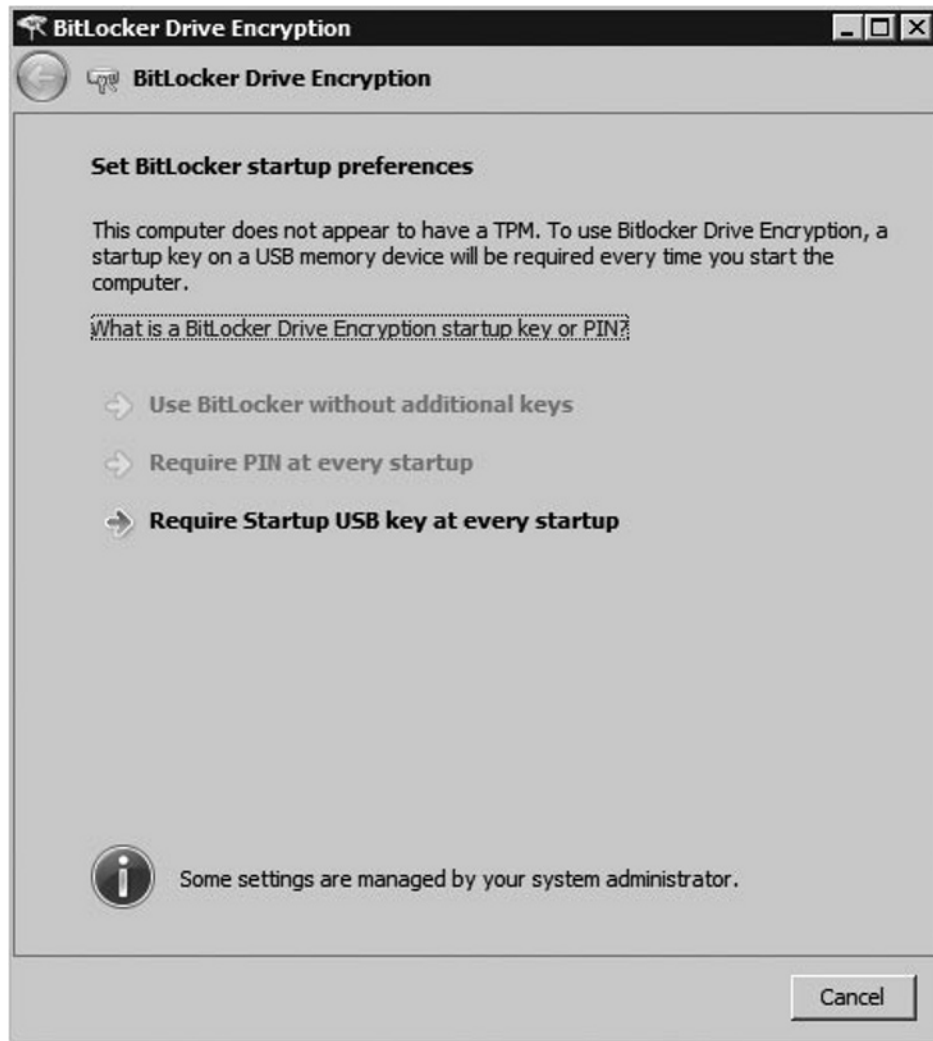 BitLocker Drive Encryption
BitLocker Drive Encryption
Set BitLocker startup preferences
This computer does not appear to have a TPM. To use Bitlocker Drive Encryption, a
startup key on a USB memory device will be required every time you start the
computer.
What is a BitLocker Drive Encryption startup key or PIN?
Use BitLocker without additional keys
Require PIN at every startup
Require Startup USB key at every startup
Some settings are managed by your system administrator.
Cancel